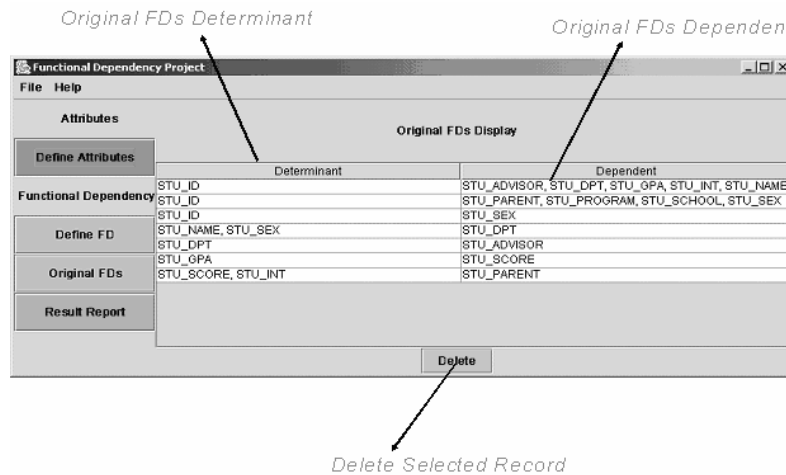 Original FDs Determinant
Original FDs Dependen
Functional Dependency Project
File Help
Attributes
Original FDs Display
Define Attributes
Determinant Dependent
STU_ID STU_ADVISOR, STU_DPT, STU_GPA, STU_INT, STU_NAME
Functional Dependency
STU_ID STU_PARENT, STU_PROGRAM, STU_SCHOOL, STU_SEX
STU_ID STU_SEX
STU_NAME, STU_SEX STU_DPT
Define FD
STU_DPT STU_ADVISOR
STU_GPA STU_SCORE
Original FDs
STU_SCORE, STU_INT STU_PARENT
Result Report
Delete
Delete Selected Record